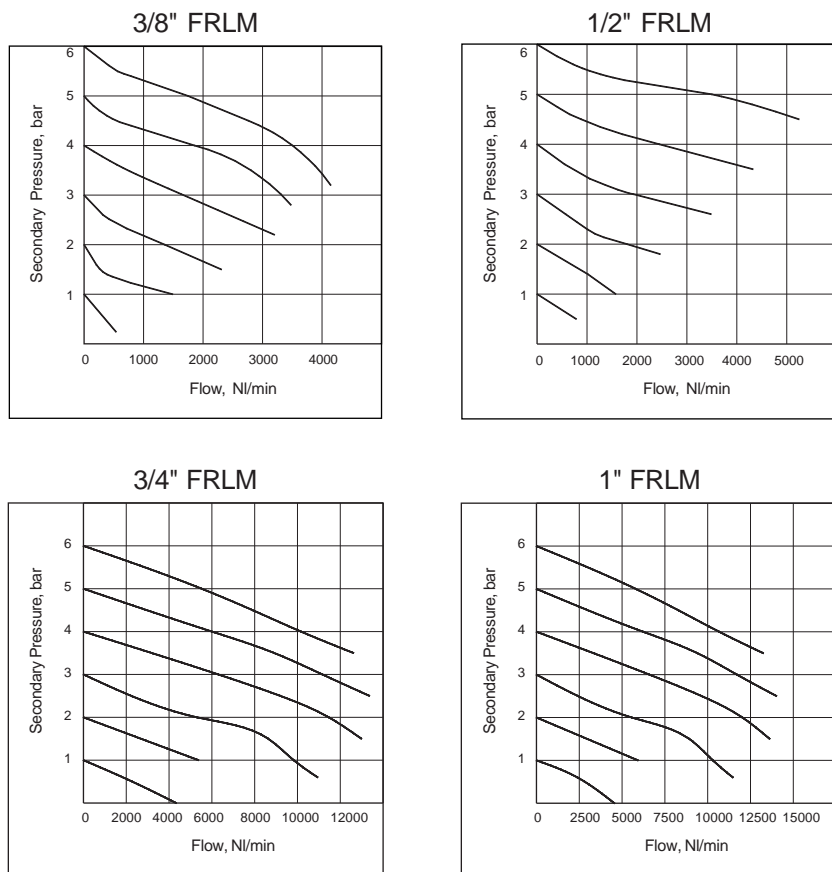 3/8" FRLM
Secondary Pressure, bar
6
5
4
3
2
1
0 1000 2000 3000 4000
Flow, Nl/min
1/2" FRLM
Secondary Pressure, bar
6
5
4
3
2
1
0 1000 2000 3000 4000 5000
Flow, Nl/min
3/4" FRLM
Secondary Pressure, bar
6
5
4
3
2
1
0 2000 4000 6000 8000 10000 12000
Flow, Nl/min
1" FRLM
Secondary Pressure, bar
6
5
4
3
2
1
0 2500 5000 7500 10000 12500 15000
Flow, Nl/min